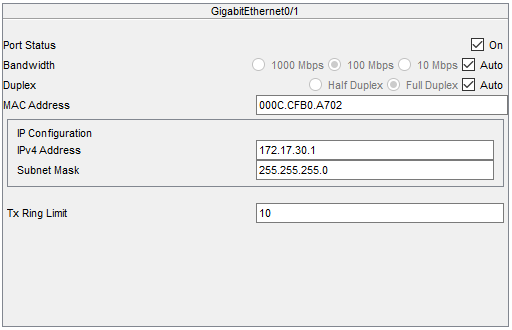 GigabitEthernet0/1
Port Status On
Bandwidth 1000 Mbps 100 Mbps 10 Mbps Auto
Duplex Half Duplex Full Duplex Auto
MAC Address 000C.CFB0.A702
IP Configuration
IPv4 Address 172.17.30.1
Subnet Mask 255.255.255.0
Tx Ring Limit 10